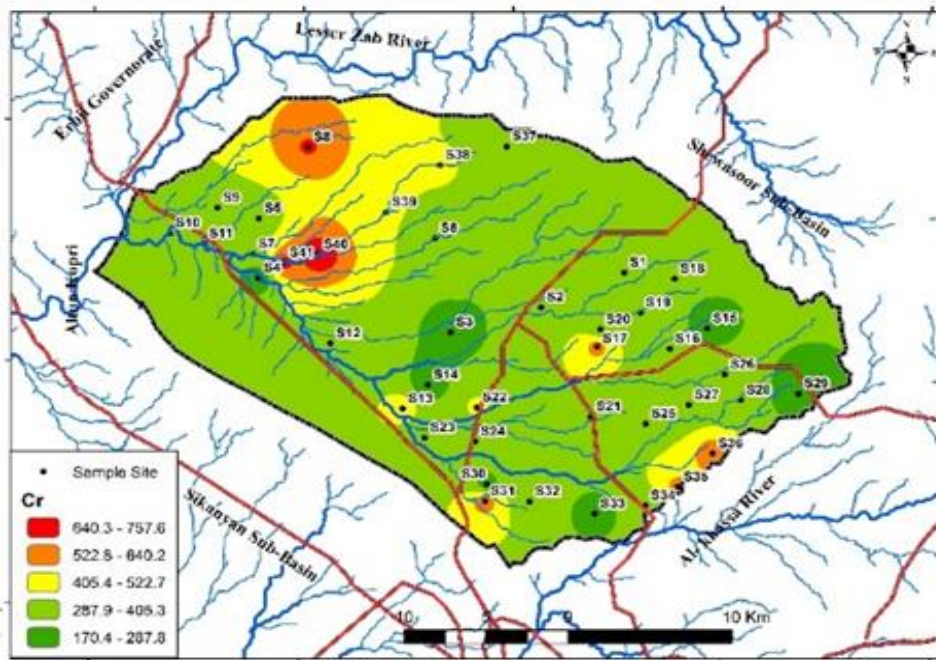 Lesser Zab River
Erbil Governorate
S8
S37
S38
Shewasoor Sub-Basin
S9
S6
S39
S10
S11
S7
S41
S40
S8
S4
S1
S18
Altun Kupri
S2
S19
S12
S3
S20
S15
S17
S16
S14
S26
S13
S22
S27
S28
S29
S21
S25
S23
S24
S36
S30
S35
S31
S32
S33
S34
Sample Site
Cr
640.3 - 757.6
522.8 - 640.2
405.4 - 522.7
287.9 - 405.3
170.4 - 287.8
Sikanyan Sub-Basin
Al-Khassa River
10
5
0
10 Km